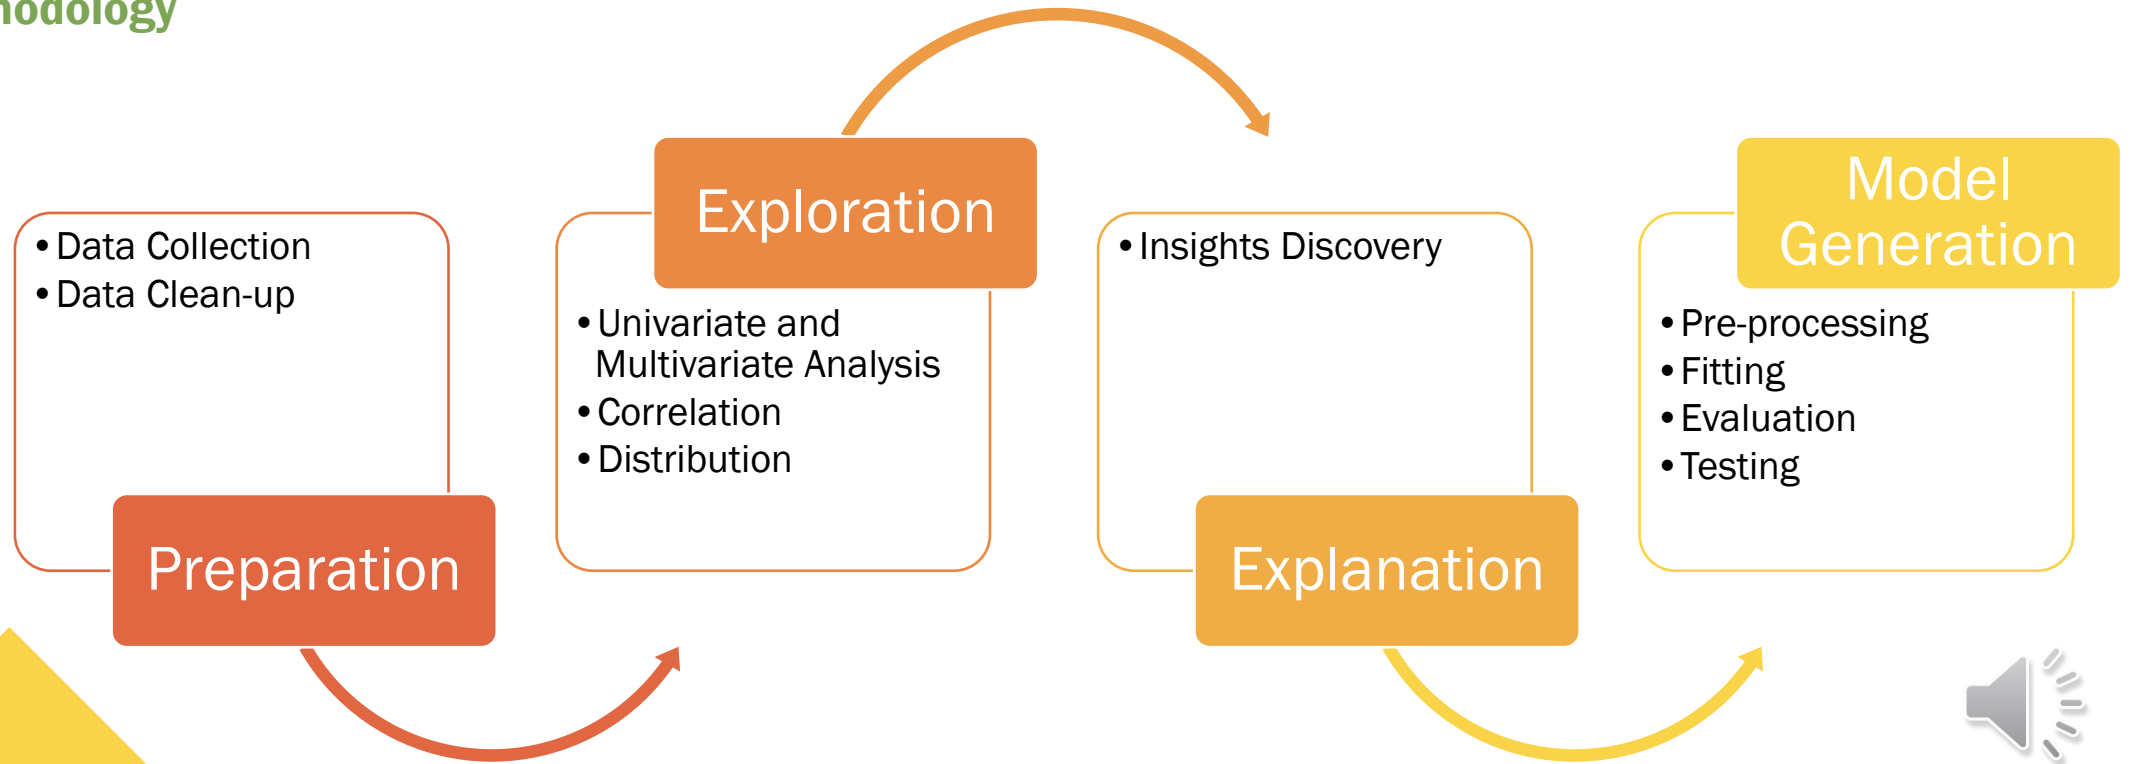 hodology
• Data Collection
• Data Clean-up
Preparation
Exploration
• Univariate and
Multivariate Analysis
• Correlation
• Distribution
• Insights Discovery
Explanation
Model
Generation
• Pre-processing
• Fitting
• Evaluation
• Testing